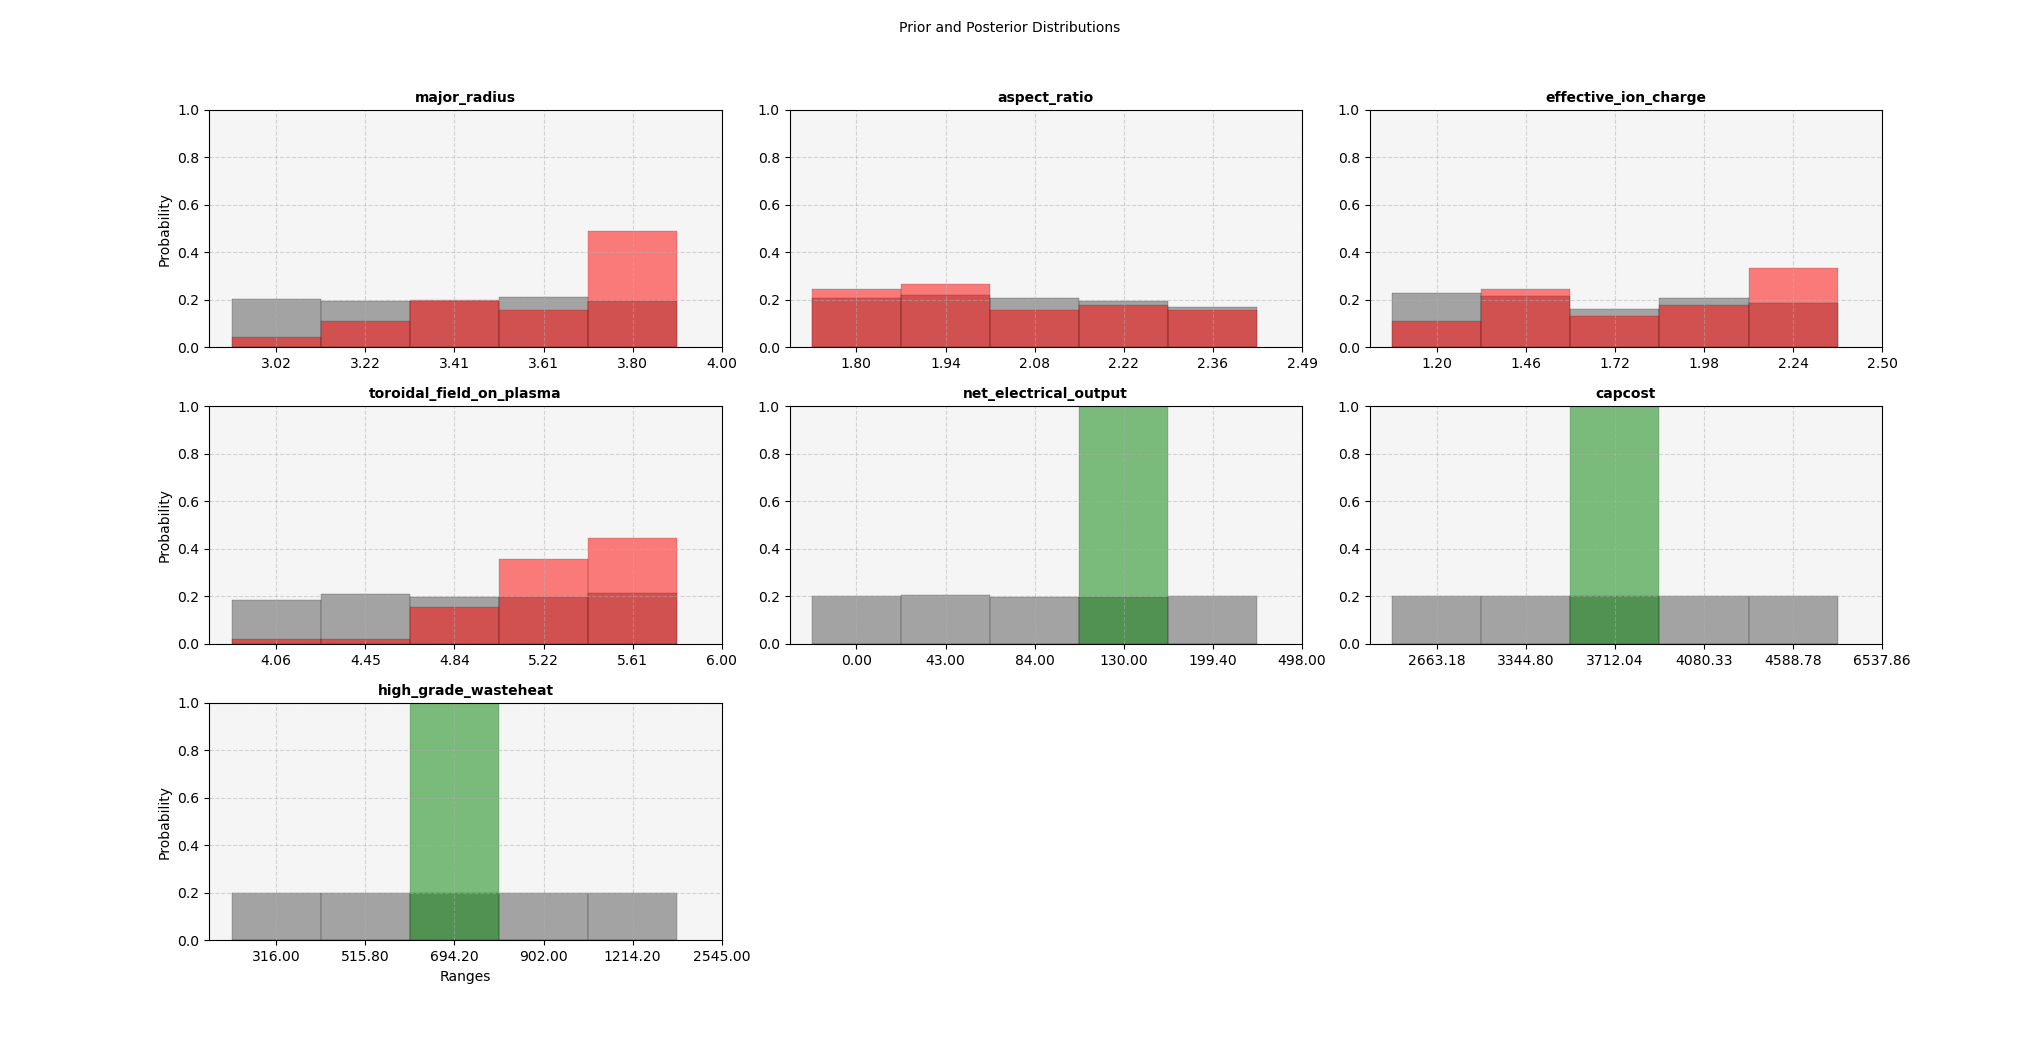 Prior and Posterior Distributions
major_radius
aspect_ratio
effective_ion_charge
1.0
0.8
0.6
0.4
0.2
0.0
Probability
3.02 3.22 3.41 3.61 3.80 4.00
1.0
0.8
0.6
0.4
0.2
0.0
1.80 1.94 2.08 2.22 2.36 2.49
1.0
0.8
0.6
0.4
0.2
0.0
1.20 1.46 1.72 1.98 2.24 2.50
toroidal_field_on_plasma
net_electrical_output
capcost
1.0
0.8
0.6
0.4
0.2
0.0
Probability
4.06 4.45 4.84 5.22 5.61 6.00
1.0
0.8
0.6
0.4
0.2
0.0
0.00 43.00 84.00 130.00 199.40 498.00
1.0
0.8
0.6
0.4
0.2
0.0
2663.18 3344.80 3712.04 4080.33 4588.78 6537.86
high_grade_wasteheat
1.0
0.8
0.6
0.4
0.2
0.0
Probability
316.00 515.80 694.20 902.00 1214.20 2545.00
Ranges